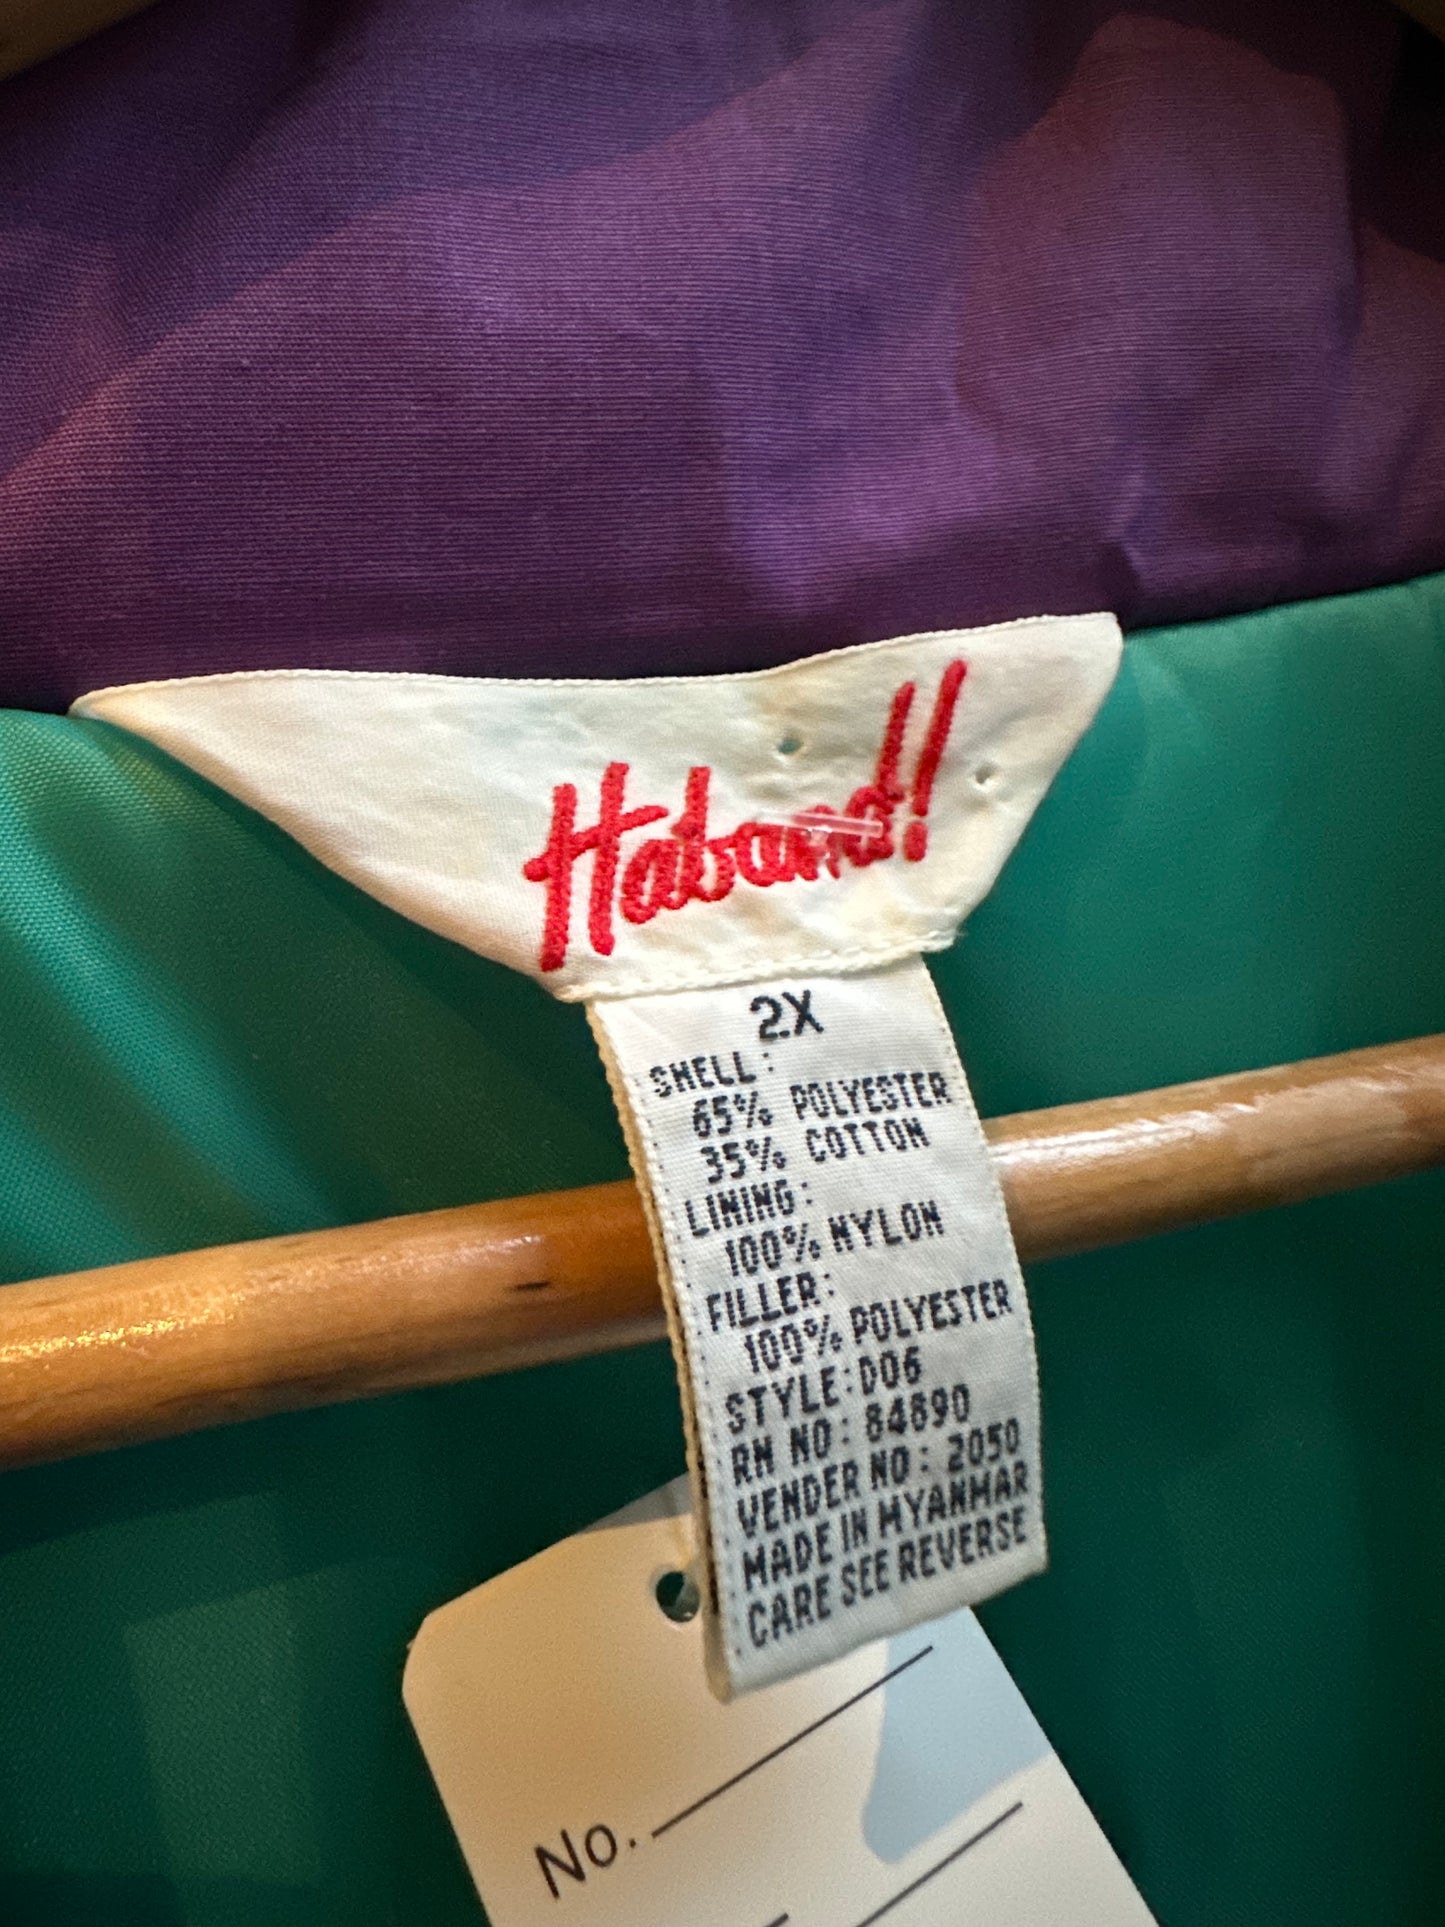 Haband!
2X
SHELL:
65% POLYESTER
35% COTTON
LINING:
100% NYLON
FILLER:
100% POLYESTER
STYLE:D06
RN NO: 84890
VENDER NO: 2050
MADE IN MYANMAR
CARE SEE REVERSE
No.